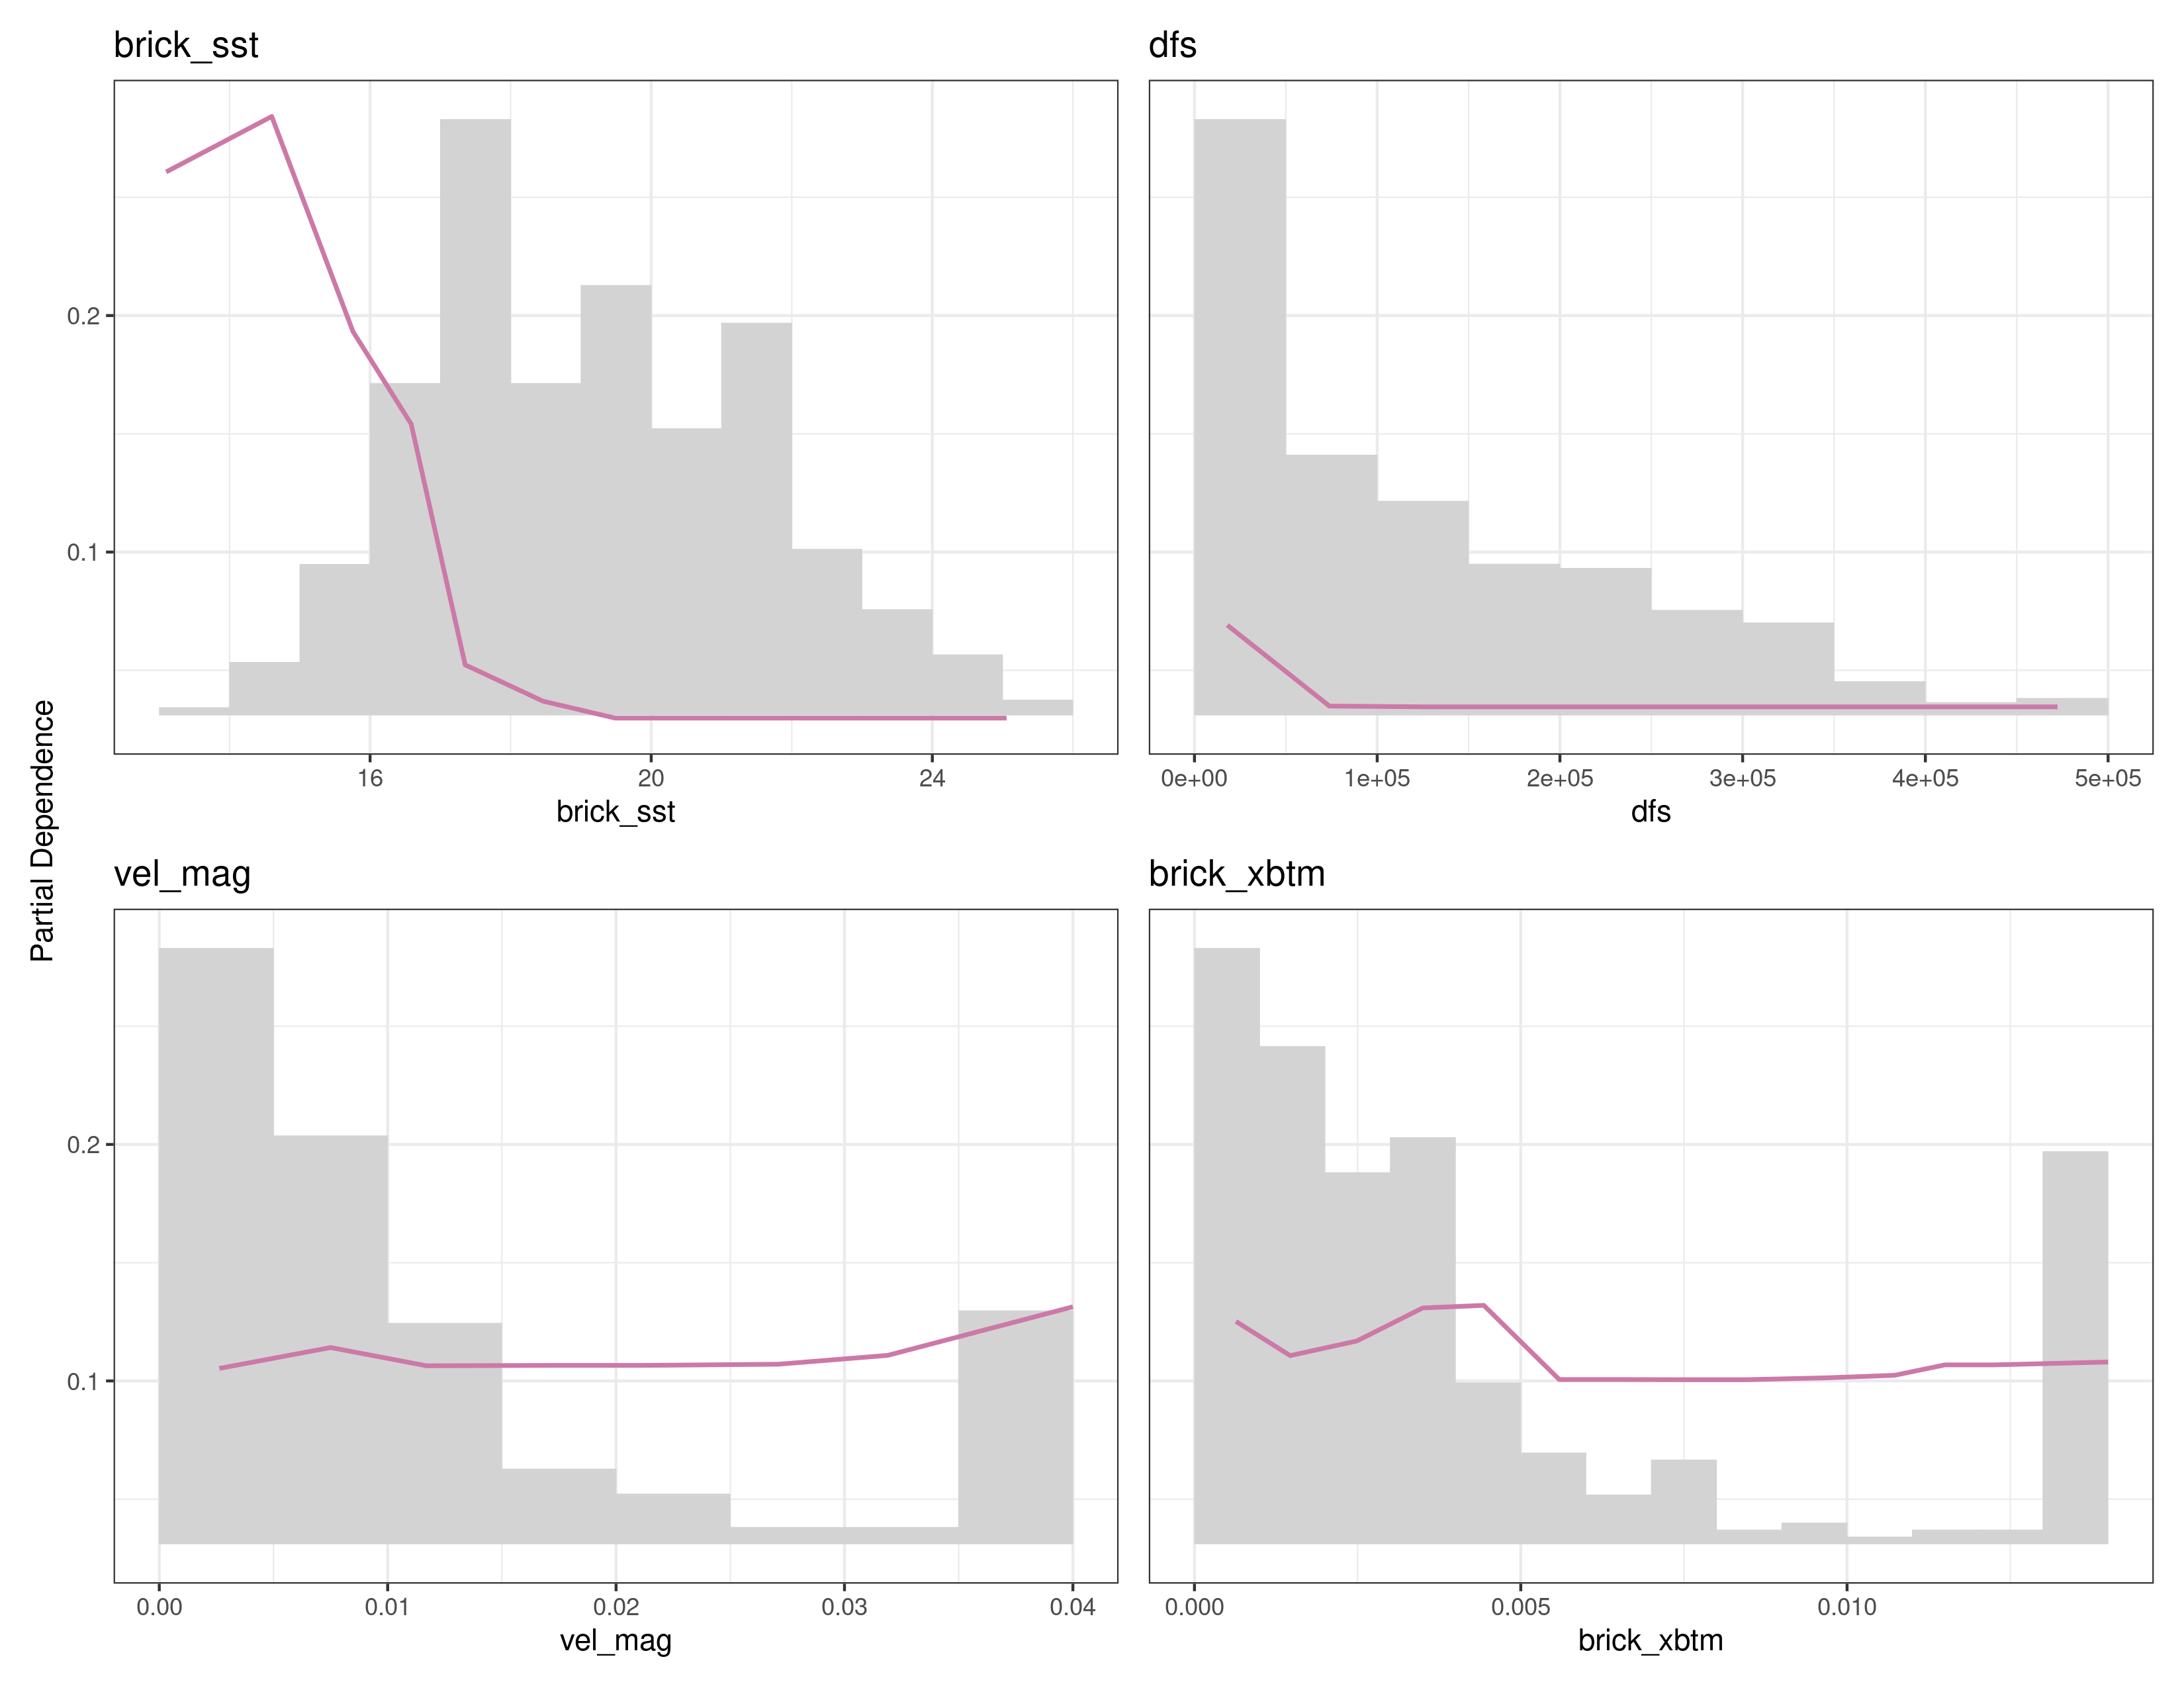 brick_sst
dfs
0.2
0.1
16 20 24
0e+00 1e+05 2e+05 3e+05 4e+05 5e+05
brick_sst
dfs
Partial Dependence
vel_mag
brick_xbtm
0.2
0.1
0.00 0.01 0.02 0.03 0.04
0.000 0.005 0.010
vel_mag
brick_xbtm